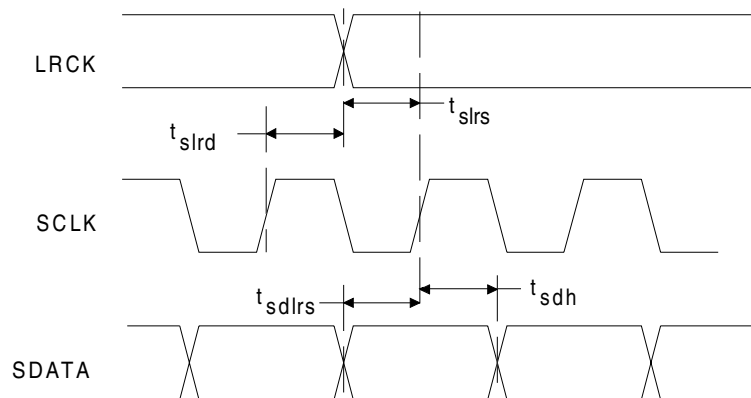 LRCK
t slrs
t slrd
SCLK
t sdlrs
t sdh
SDATA